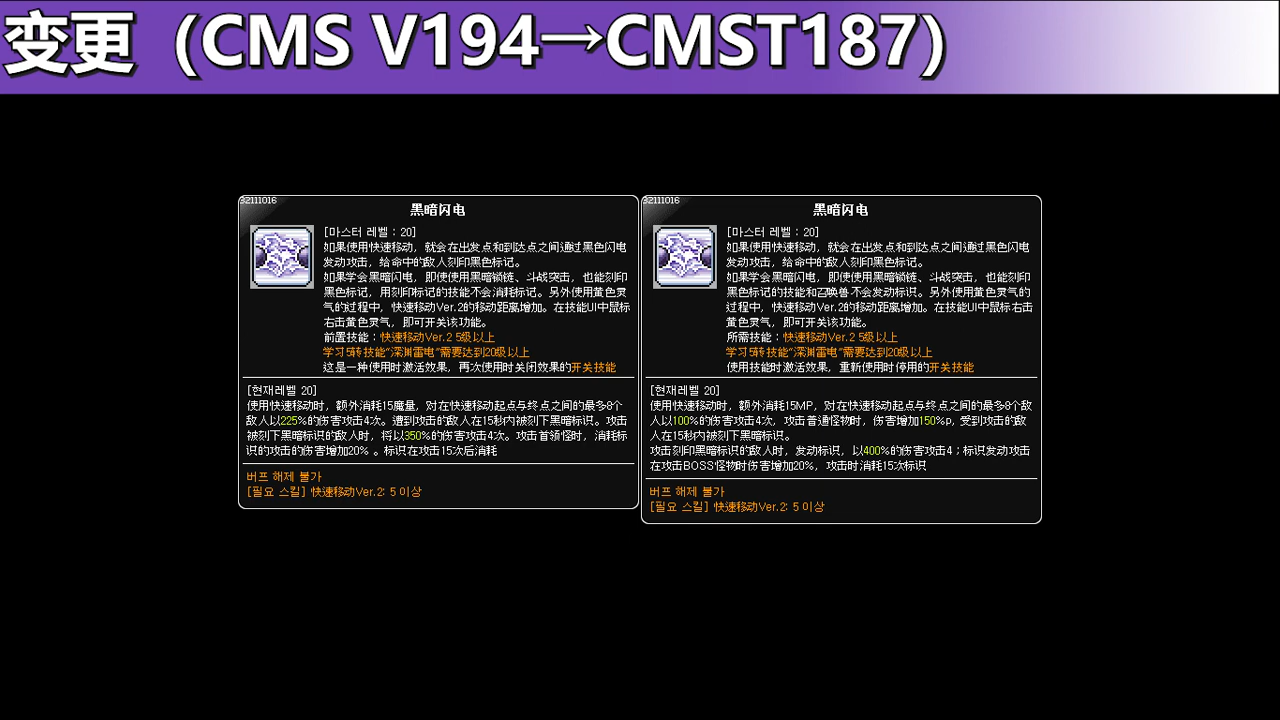 变更（CMS V194→CMST187）
32111016
黑暗闪电
[마스터 레벨 : 20]
如果使用快速移动，就会在出发点和到达点之间通过黑色闪电
发动攻击，给命中的敌人刻印黑色标记。
如果学会黑暗闪电，即使使用黑暗锁链、斗战突击，也能刻印
黑色标记，用刻印标记的技能不会消耗标记。另外使用黄色灵
气的过程中，快速移动Ver.2的移动距离增加。在技能UI中鼠标
右击黄色灵气，即可开关该功能。
前置技能：快速移动Ver.2 5级以上
学习5转技能“深渊雷电”需要达到20级以上
这是一种使用时激活效果，再次使用时关闭效果的开关技能
[현재레벨 20]
使用快速移动时，额外消耗15魔量，对在快速移动起点与终点之间的最多8个
敌人以225%的伤害攻击4次。遭到攻击的敌人在15秒内被刻下黑暗标识。攻击
被刻下黑暗标识的敌人时，将以350%的伤害攻击4次。攻击首领怪时，消耗标
识的攻击的伤害增加20% 。标识在攻击15次后消耗
버프 해제 불가
[필요 스킬] 快速移动Ver.2: 5 이상
32111016
黑暗闪电
[마스터 레벨 : 20]
如果使用快速移动，就会在出发点和到达点之间通过黑色闪电
发动攻击，给命中的敌人刻印黑色标记。
如果学会黑暗闪电，即使使用黑暗锁链、斗战突击，也能刻印
黑色标记的技能和召唤兽不会发动标识。另外使用黄色灵气的
过程中，快速移动Ver.2的移动距离增加。在技能UI中鼠标右击
黄色灵气，即可开关该功能。
所需技能：快速移动Ver.2 5级以上
学习5转技能“深渊雷电”需要达到20级以上
使用技能时激活效果，重新使用时停用的开关技能
[현재레벨 20]
使用快速移动时，额外消耗15MP，对在快速移动起点与终点之间的最多8个敌
人以100%的伤害攻击4次，攻击普通怪物时，伤害增加150%p, 受到攻击的敌
人在15秒内被刻下黑暗标识。
攻击刻印黑暗标识的敌人时，发动标识，以400%的伤害攻击4；标识发动攻击
在攻击BOSS怪物时伤害增加20%，攻击时消耗15次标识
버프 해제 불가
[필요 스킬] 快速移动Ver.2: 5 이상